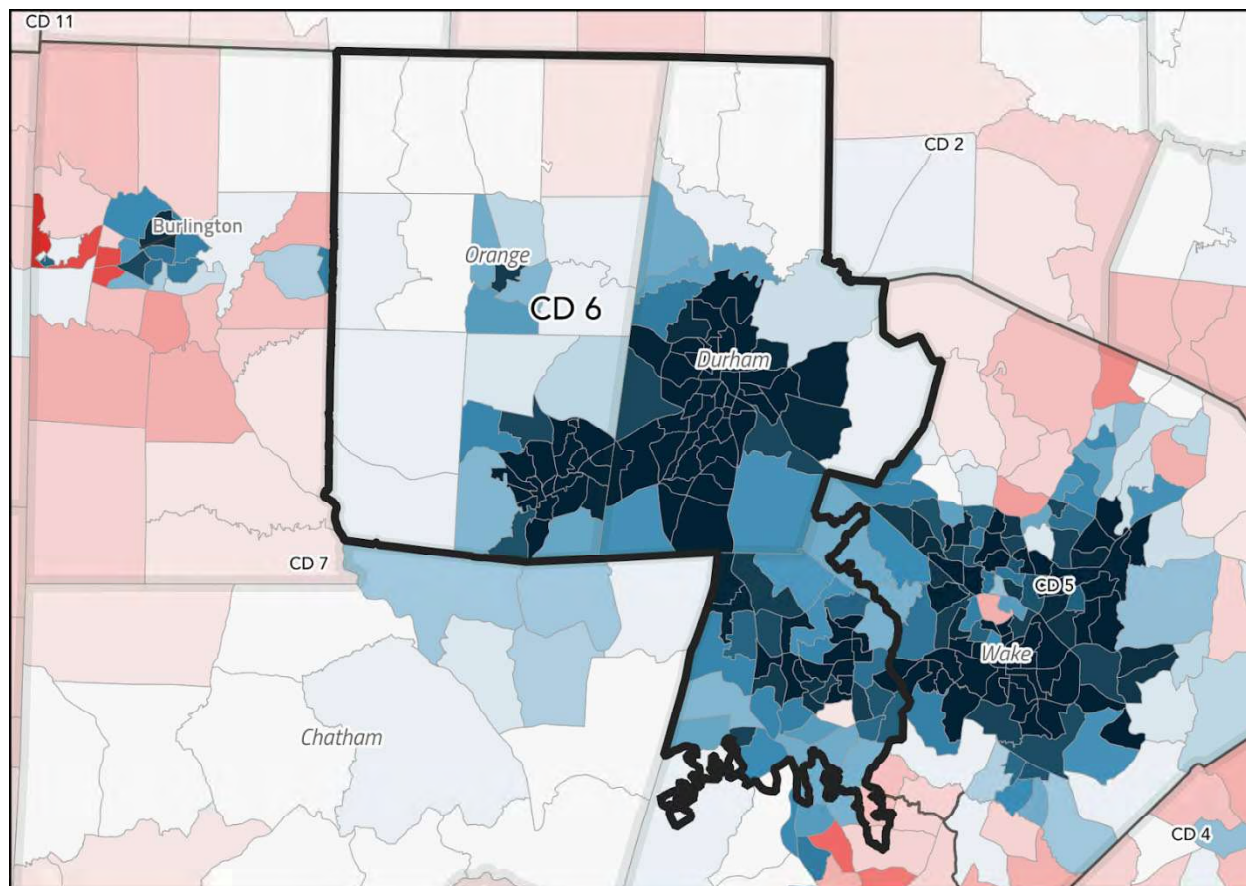 CD 11
CD 2
Burlington
Orange
CD 6
Durham
CD 7
CD 5
Wake
Chatham
CD 4